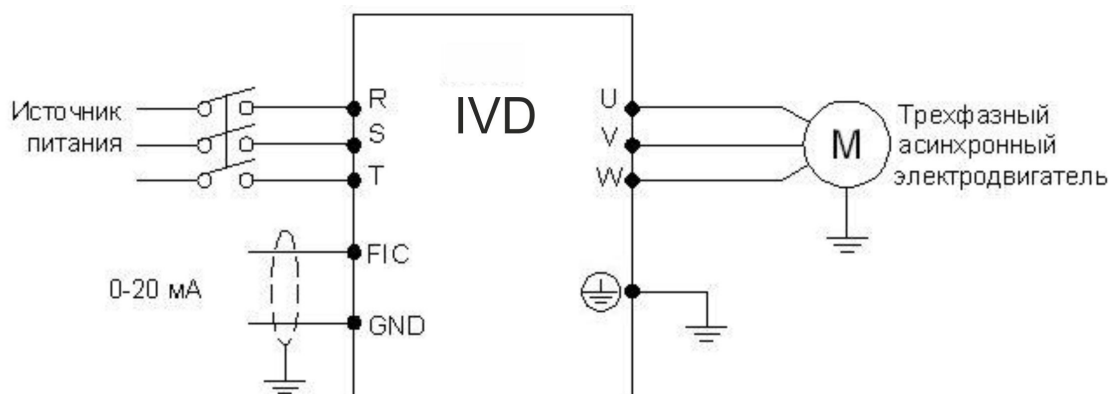 IVD
Источник
питания
R
S
T
U
V
W
M
Трехфазный
асинхронный
электродвигатель
FIC
0-20 мА
GND